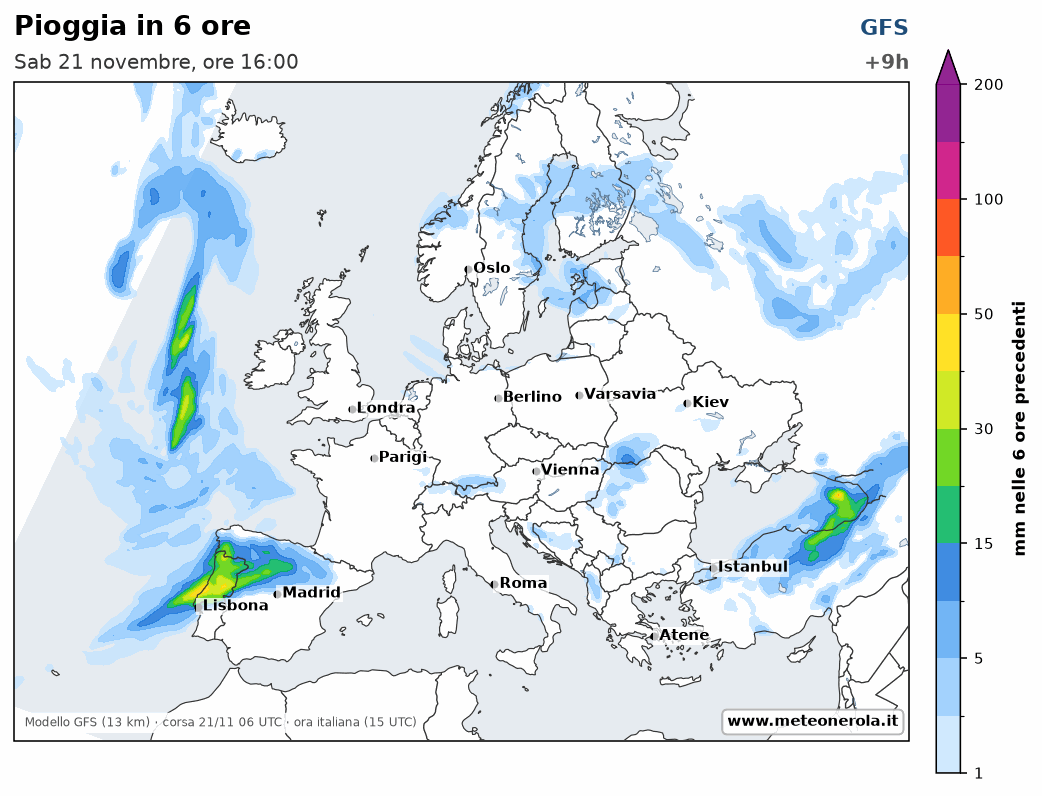 Pioggia in 6 ore
GFS
Sab 21 novembre, ore 16:00
+9h
200
100
50
30
15
5
1
mm nelle 6 ore precedenti
Oslo
Berlino
Varsavia
Kiev
Londra
Parigi
Vienna
Istanbul
Roma
Madrid
Lisbona
Atene
Modello GFS (13 km) · corsa 21/11 06 UTC · ora italiana (15 UTC)
www.meteonerola.it